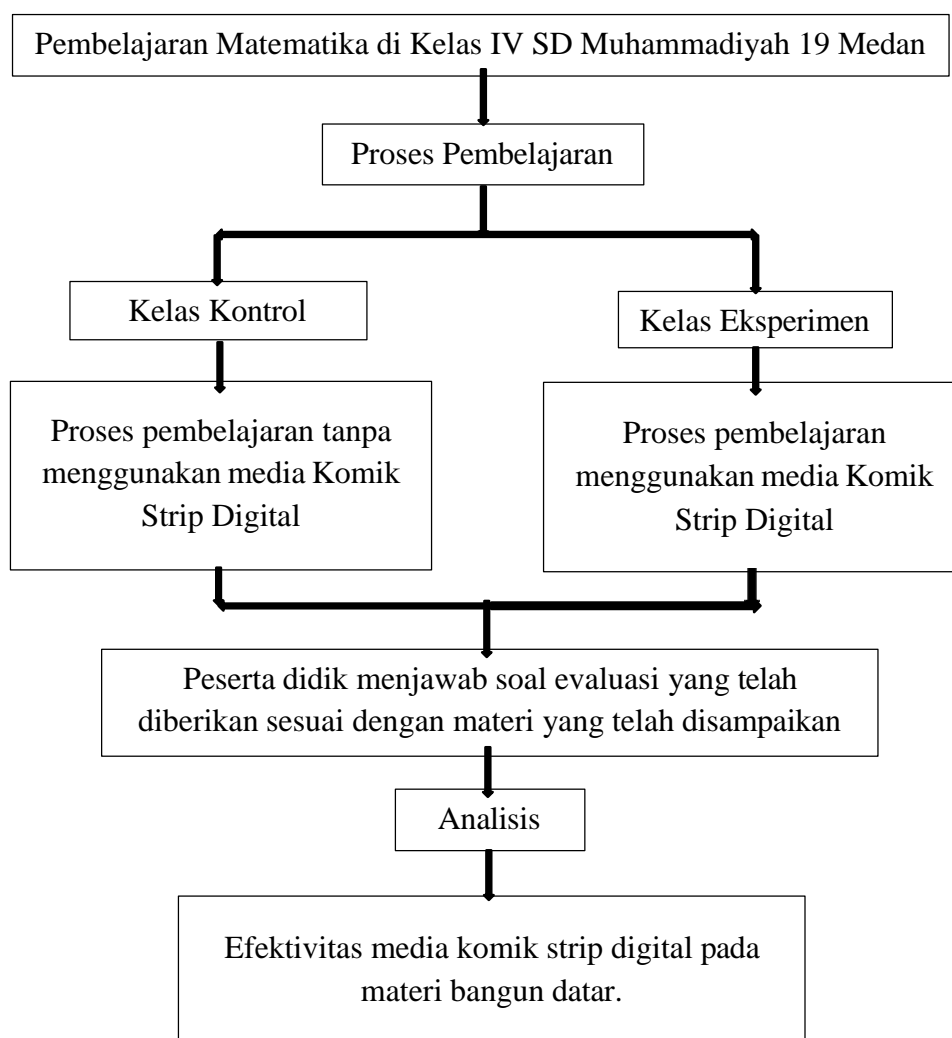 Pembelajaran Matematika di Kelas IV SD Muhammadiyah 19 Medan
Proses Pembelajaran
Kelas Kontrol
Kelas Eksperimen
Proses pembelajaran tanpa
menggunakan media Komik
Strip Digital
Proses pembelajaran
menggunakan media Komik
Strip Digital
Peserta didik menjawab soal evaluasi yang telah
diberikan sesuai dengan materi yang telah disampaikan
Analisis
Efektivitas media komik strip digital pada
materi bangun datar.